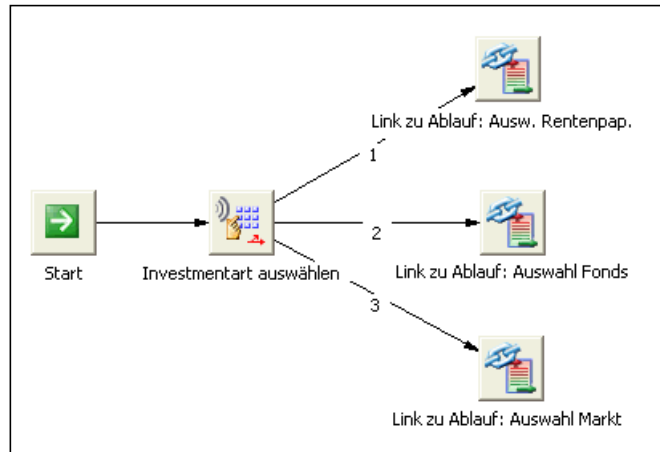 Link zu Ablauf: Ausw. Rentenpap.
1
Start
Investmentart auswählen
2
Link zu Ablauf: Auswahl Fonds
3
Link zu Ablauf: Auswahl Markt